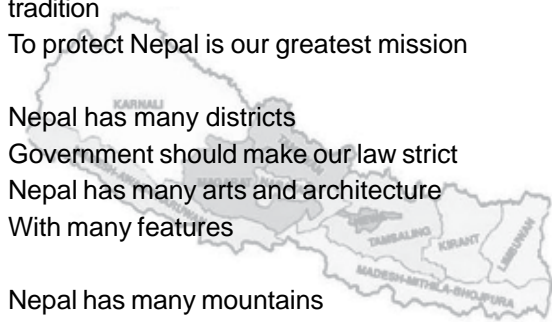 tradition
To protect Nepal is our greatest mission
KARNALI
Nepal has many districts
Government should make our law strict
Nepal has many arts and architecture
With many features
TAMBALING
KIRANT
LIMBUWAN
MADESH-MITHILA-BHOJPURA
Nepal has many mountains